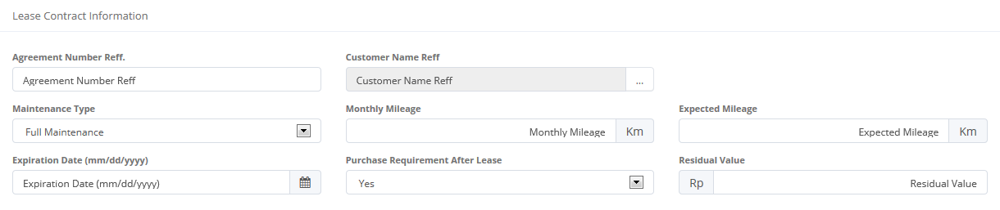 Lease Contract Information
Agreement Number Reff. Customer Name Reff
Agreement Number Reff Customer Name Reff ...
Maintenance Type Monthly Mileage Expected Mileage
Full Maintenance Monthly Mileage Km Expected Mileage Km
Expiration Date (mm/dd/yyyy) Purchase Requirement After Lease Residual Value
Expiration Date (mm/dd/yyyy) Yes Rp Residual Value